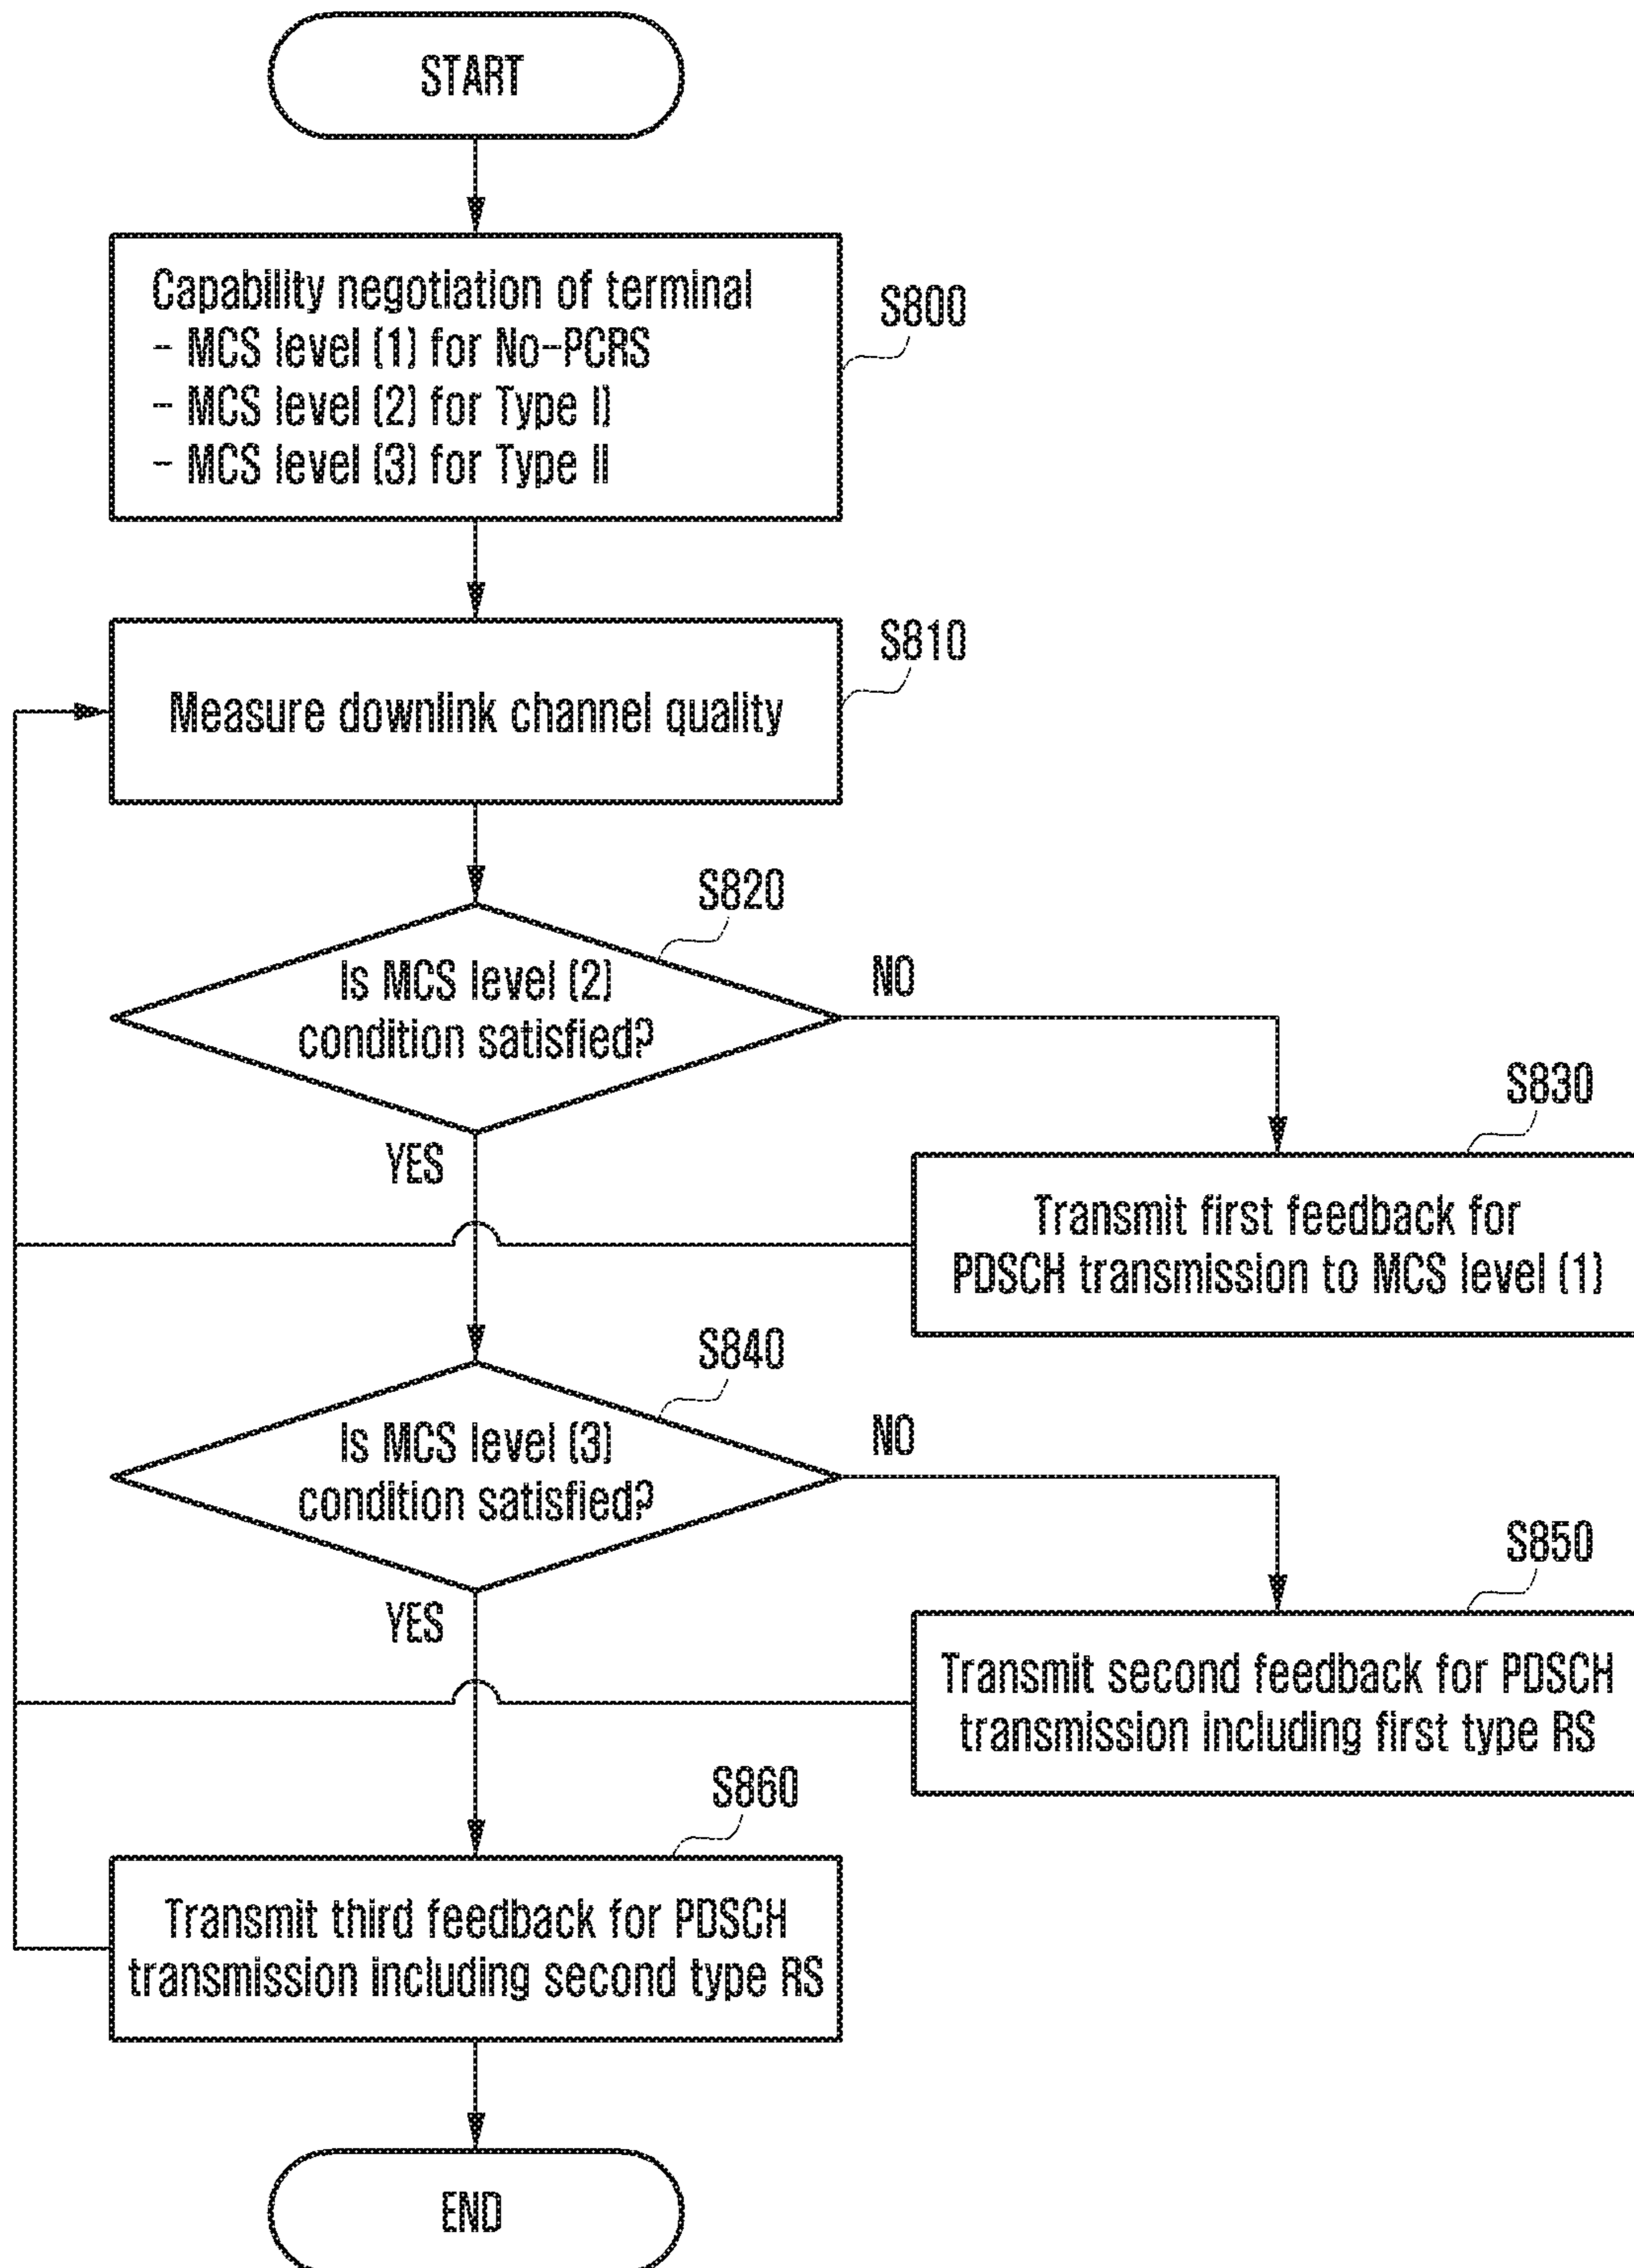 START
Capability negotiation of terminal
- MCS level (1) for No-PCRS
- MCS level (2) for Type I)
- MCS level (3) for Type II
S800
Measure downlink channel quality
S810
S820
Is MCS level (2)
condition satisfied?
NO
YES
S830
Transmit first feedback for
PDSCH transmission to MCS level (1)
S840
Is MCS level (3)
condition satisfied?
NO
YES
S850
Transmit second feedback for PDSCH
transmission including first type RS
S860
Transmit third feedback for PDSCH
transmission including second type RS
END